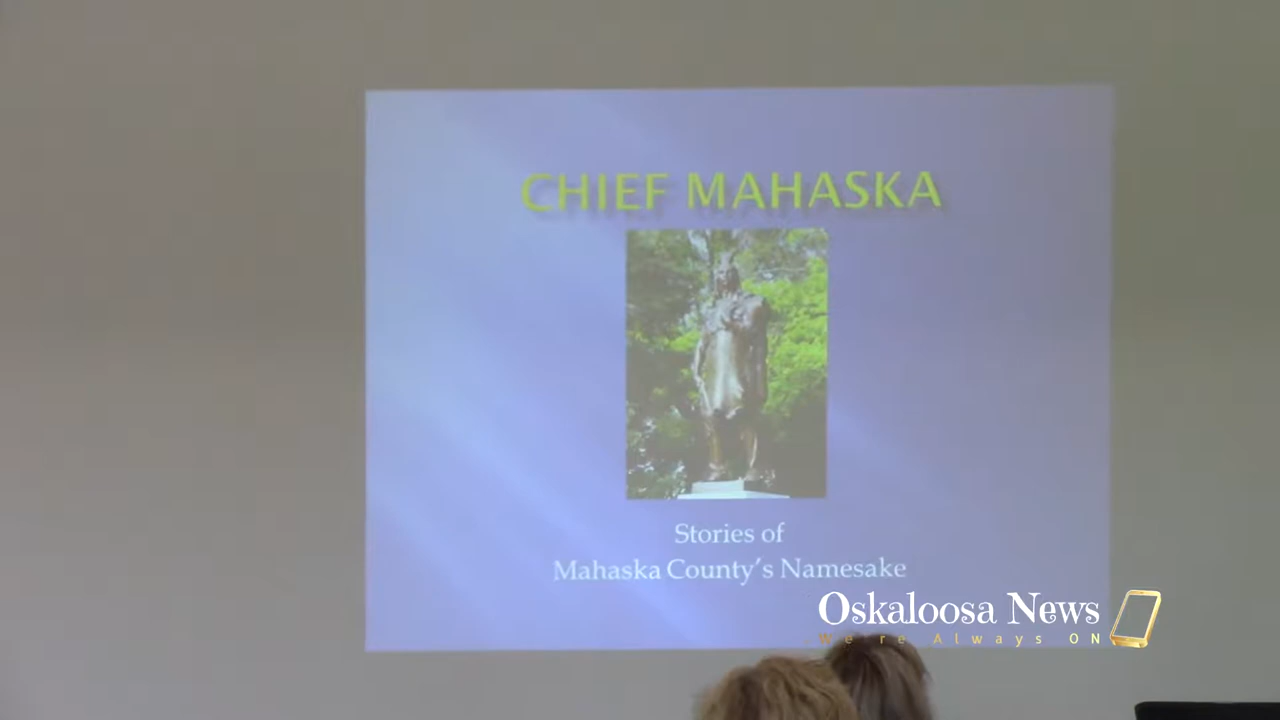 CHIEF MAHASKA
Stories of
Mahaska County's Namesake
Oskaloosa News
We're Always ON